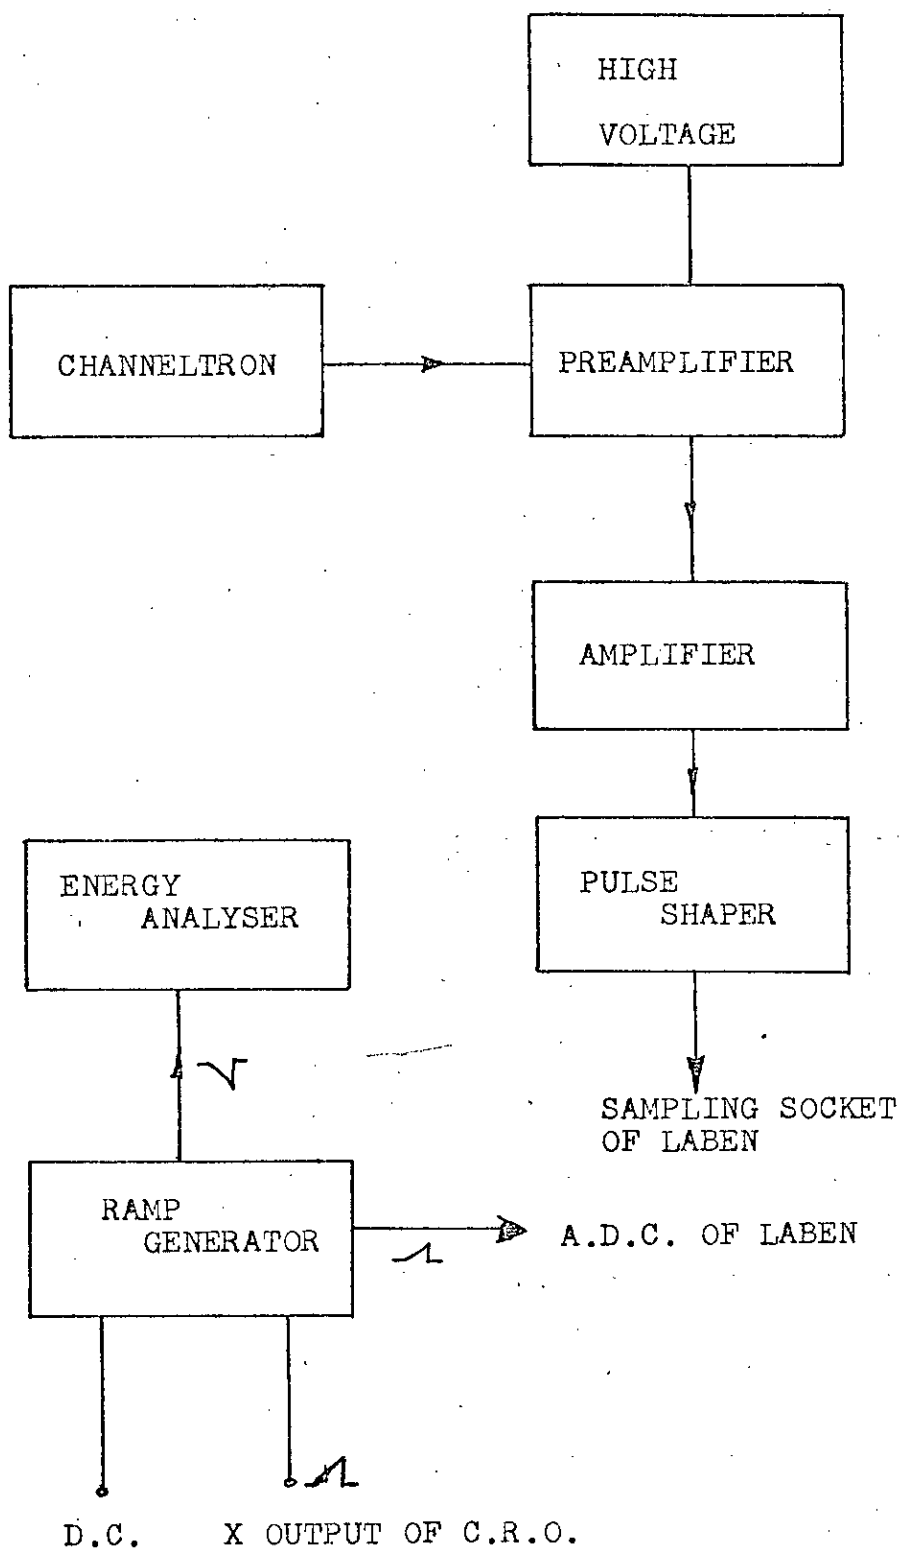 HIGH
VOLTAGE
CHANNELTRON
PREAMPLIFIER
AMPLIFIER
ENERGY
ANALYSER
PULSE
SHAPER
SAMPLING SOCKET
OF LABEN
RAMP
GENERATOR
A.D.C. OF LABEN
D.C.
X OUTPUT OF C.R.O.